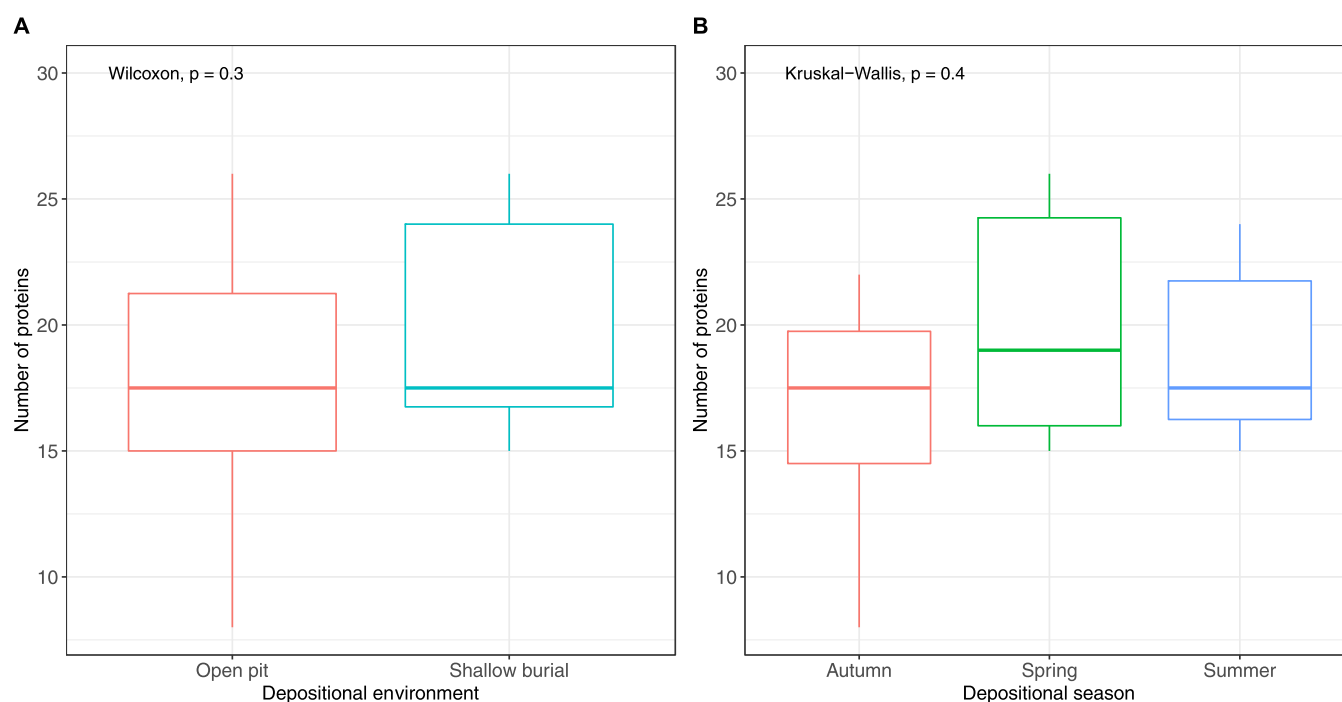 A
Wilcoxon, p = 0.3
Number of proteins
30
25
20
15
10
Open pit
Shallow burial
Depositional environment
B
Kruskal−Wallis, p = 0.4
Number of proteins
30
25
20
15
10
Autumn
Spring
Summer
Depositional season